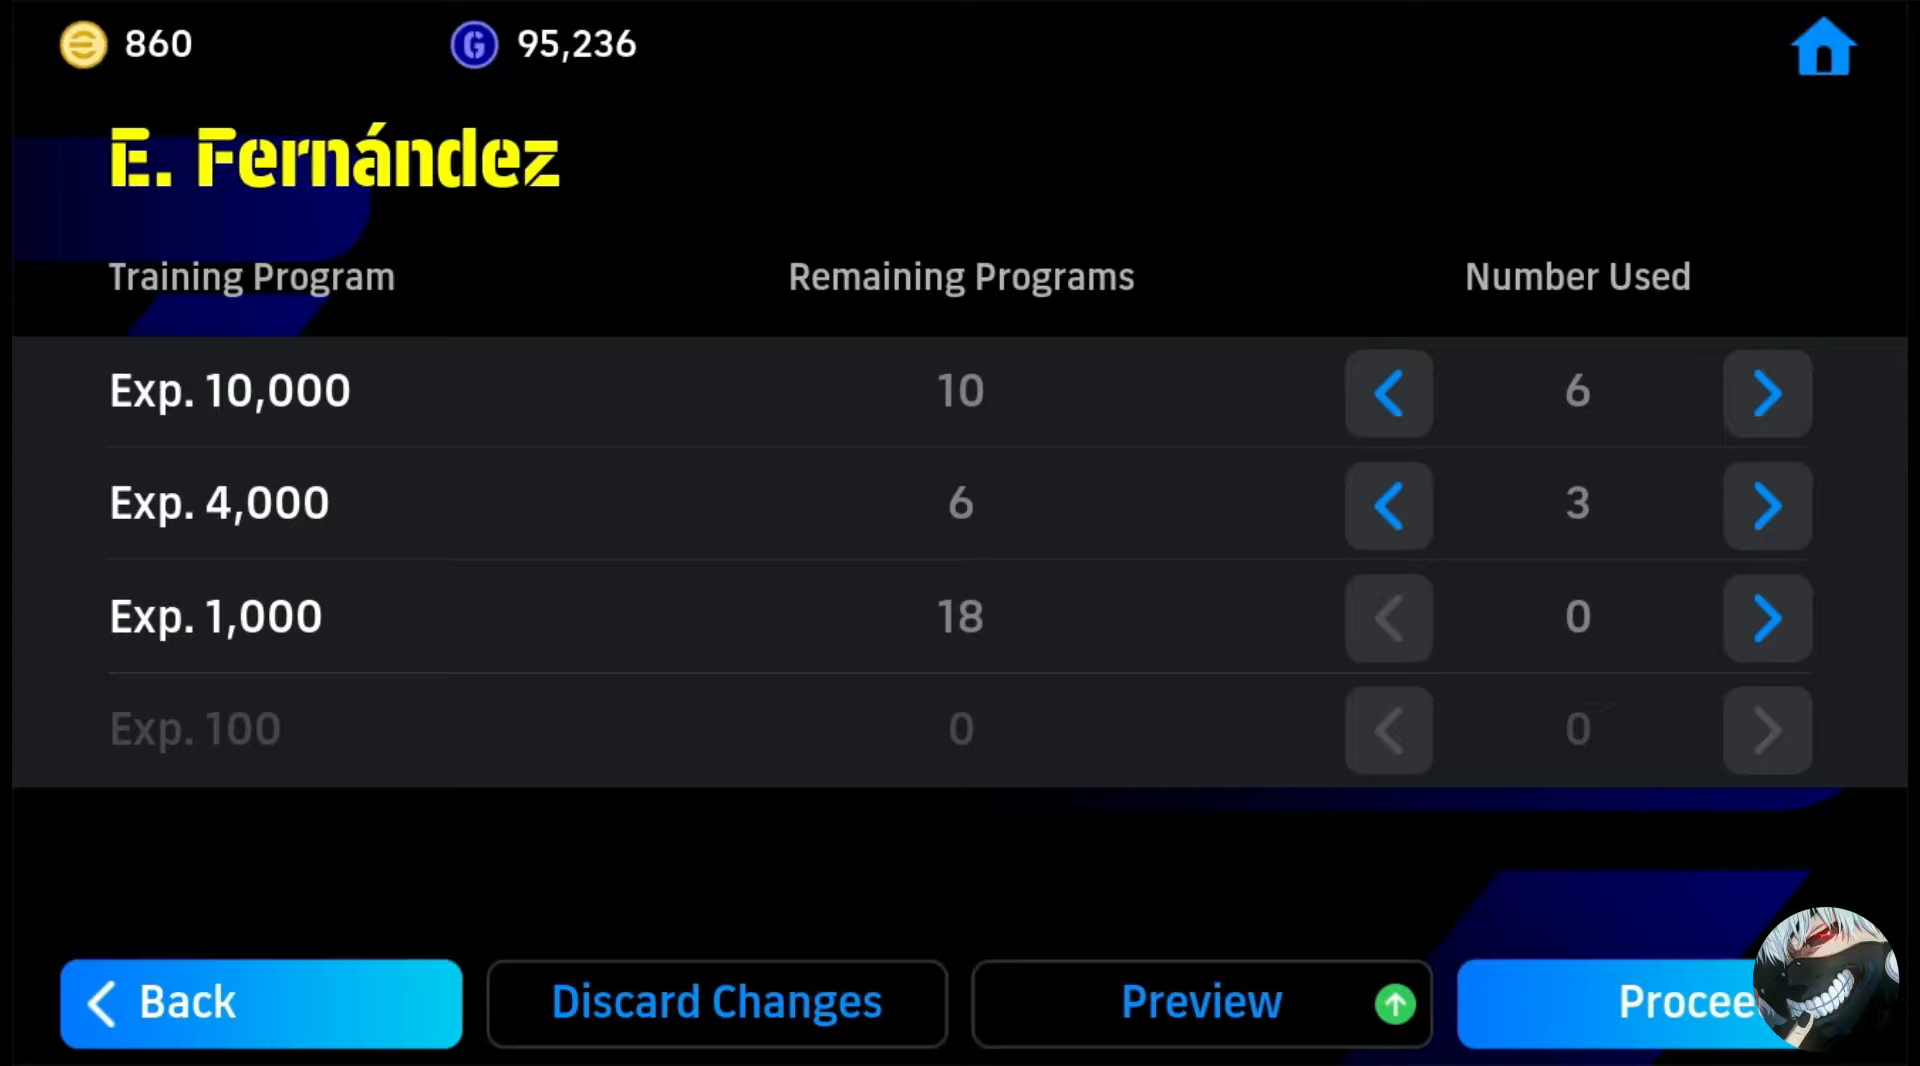 860 95,236
E. Fernández
Training Program Remaining Programs Number Used
Exp. 10,000 10 6
Exp. 4,000 6 3
Exp. 1,000 18 0
Exp. 100 0 0
Back Discard Changes Preview Procee